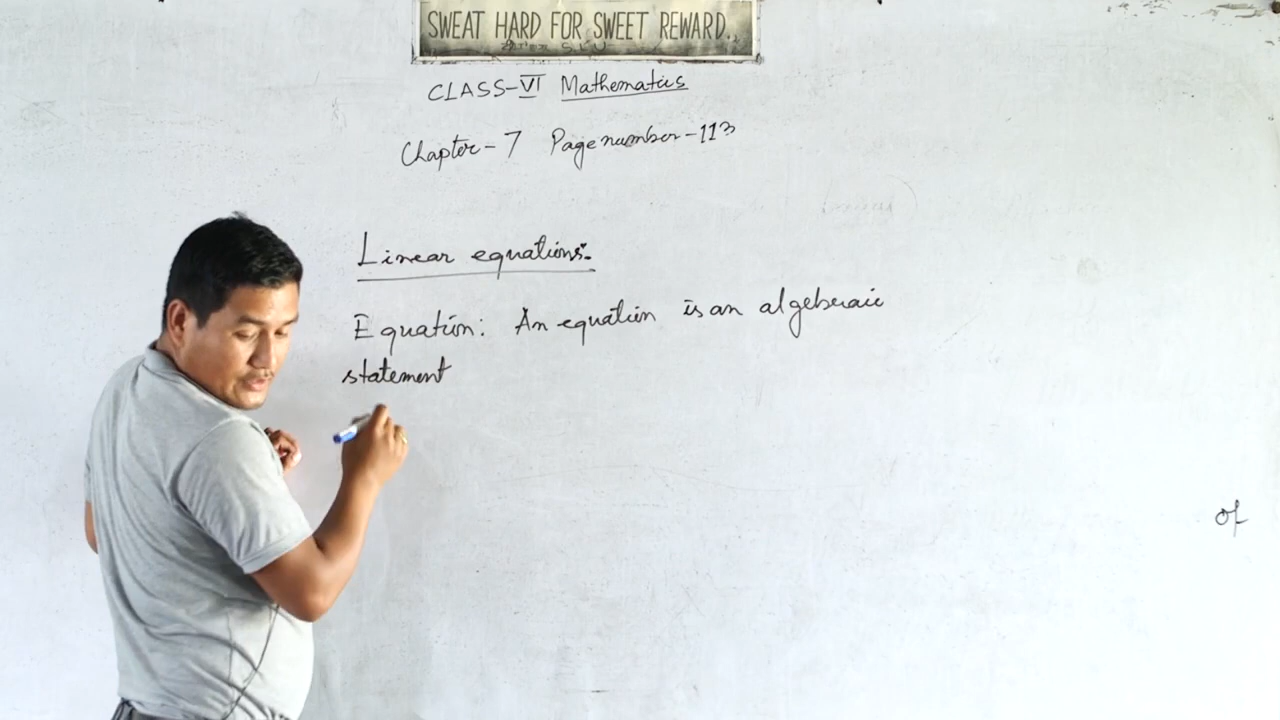 SWEAT HARD FOR SWEET REWARD..
CLASS-VI Mathematics
Chapter-7 Page number-113
Linear equations:-
Equation: An equation is an algeberaic
statement
of